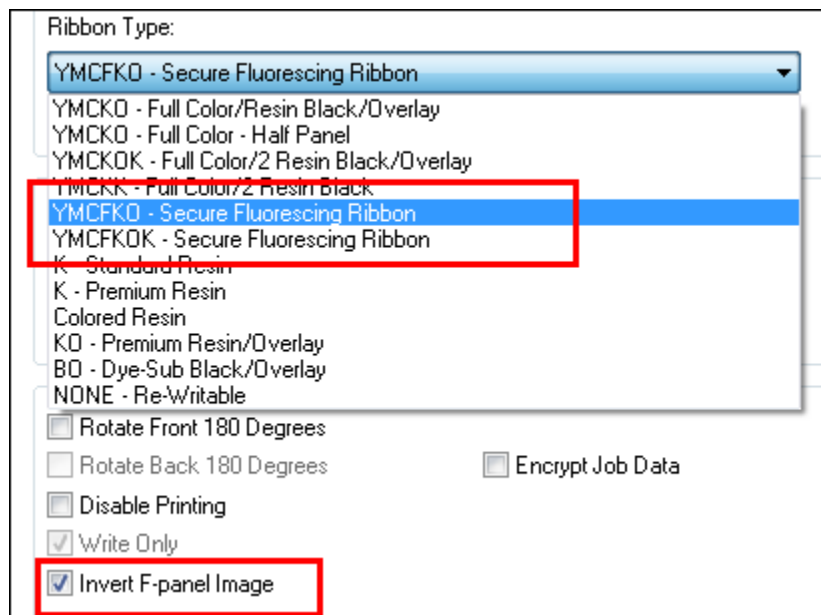 Ribbon Type:
YMCFKO - Secure Fluorescing Ribbon
YMCKO - Full Color/Resin Black/Overlay
YMCKO - Full Color - Half Panel
YMCKOK - Full Color/2 Resin Black/Overlay
YMCKK - Full Color/2 Resin Black
YMCFKO - Secure Fluorescing Ribbon
YMCFKOK - Secure Fluorescing Ribbon
K - Standard Resin
K - Premium Resin
Colored Resin
KO - Premium Resin/Overlay
BO - Dye-Sub Black/Overlay
NONE - Re-Writable
Rotate Front 180 Degrees
Rotate Back 180 Degrees Encrypt Job Data
Disable Printing
Write Only
Invert F-panel Image